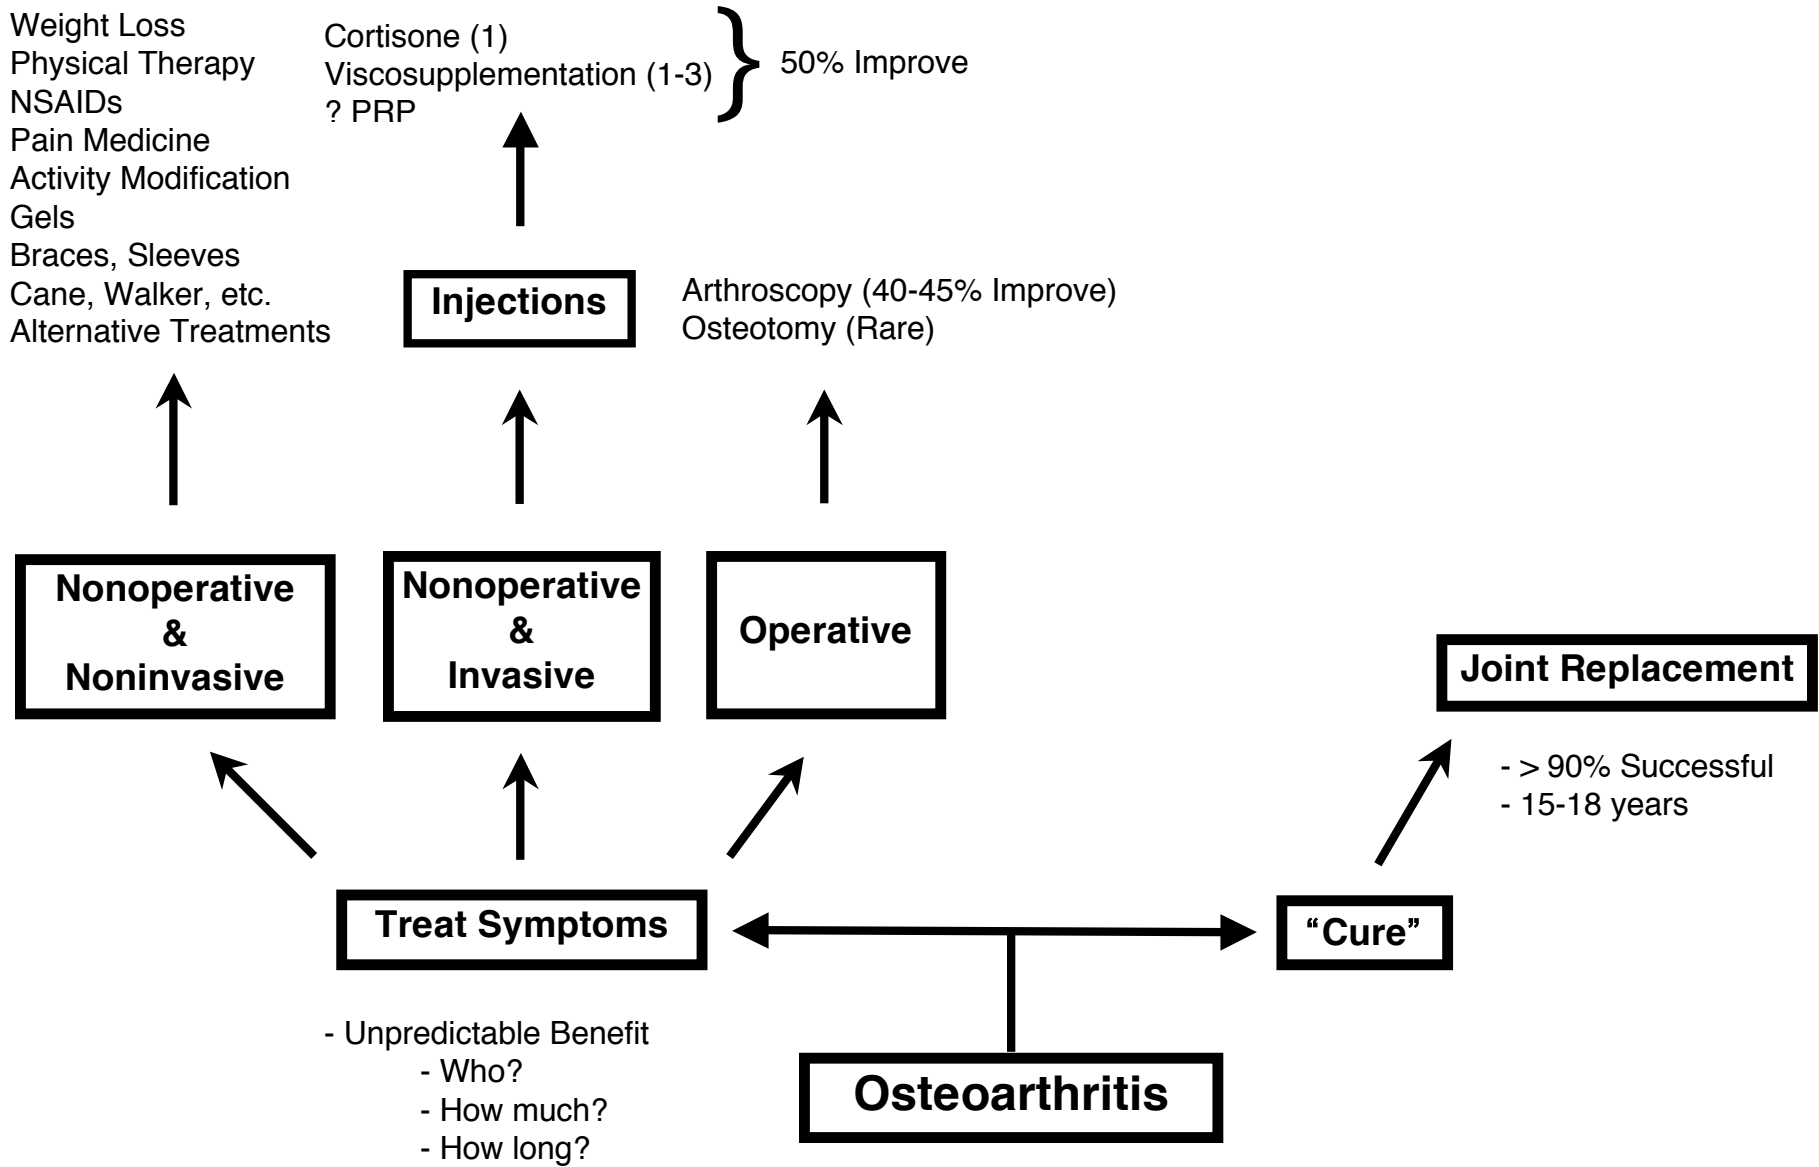 Weight Loss
Physical Therapy
NSAIDs
Pain Medicine
Activity Modification
Gels
Braces, Sleeves
Cane, Walker, etc.
Alternative Treatments
Cortisone (1)
Viscosupplementation (1-3)
? PRP
} 50% Improve
Injections
Arthroscopy (40-45% Improve)
Osteotomy (Rare)
Nonoperative
&
Noninvasive
Nonoperative
&
Invasive
Operative
Joint Replacement
- > 90% Successful
- 15-18 years
Treat Symptoms
"Cure"
- Unpredictable Benefit
- Who?
- How much?
- How long?
Osteoarthritis